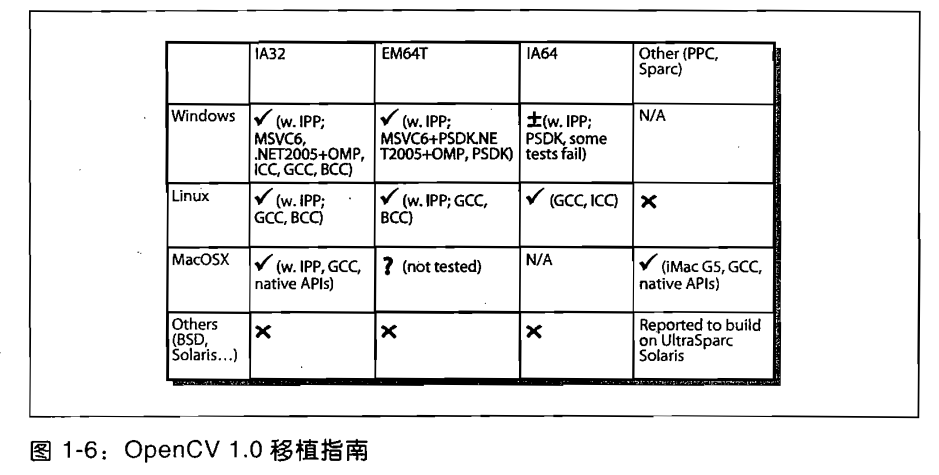 IA32
EM64T
IA64
Other (PPC,
Sparc)
Windows
✓ (w. IPP;
MSVC6,
.NET2005+OMP,
ICC, GCC, BCC)
✓ (w. IPP;
MSVC6+PSDK.NE
T2005+OMP, PSDK)
±(w. IPP;
PSDK, some
tests fail)
N/A
Linux
✓ (w. IPP;
GCC, BCC)
✓ (w. IPP; GCC,
BCC)
✓ (GCC, ICC)
×
MacOSX
✓ (w. IPP, GCC,
native APIs)
? (not tested)
N/A
✓ (iMac G5, GCC,
native APIs)
Others
(BSD,
Solaris...)
×
×
×
Reported to build
on UltraSparc
Solaris
图 1-6：OpenCV 1.0 移植指南